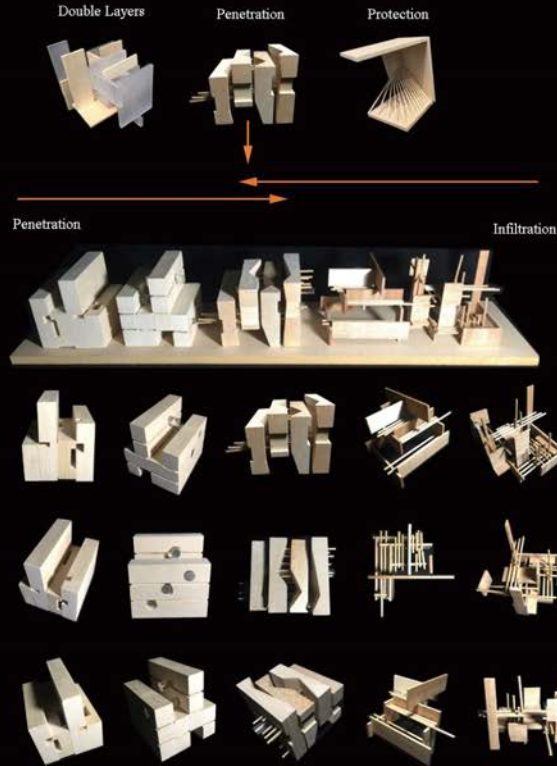 Double Layers
Penetration
Protection
Penetration
Infiltration